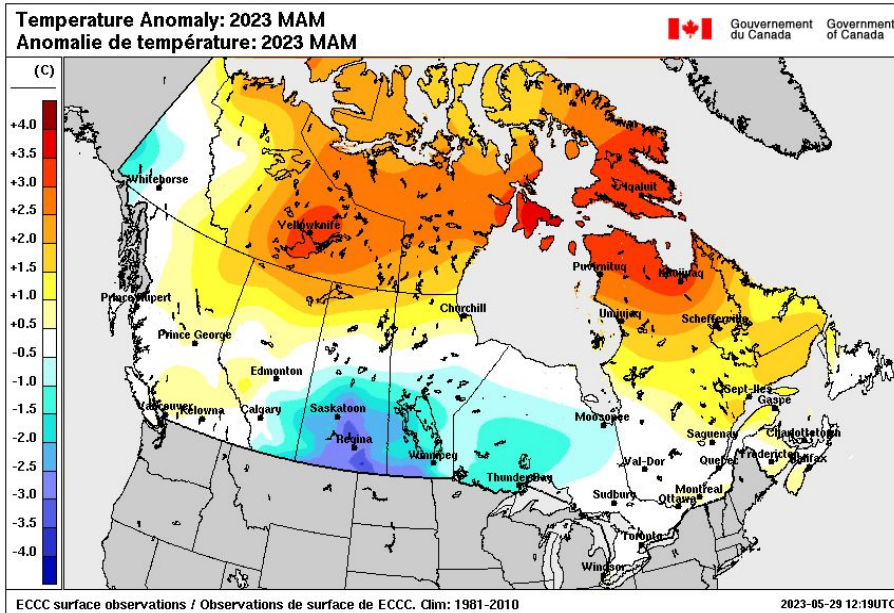 Temperature Anomaly: 2023 MAM
Anomalie de température: 2023 MAM
Gouvernement du Canada
Government of Canada
(C)
+4.0
+3.5
+3.0
+2.5
+2.0
+1.5
+1.0
+0.5
-0.5
-1.0
-1.5
-2.0
-2.5
-3.0
-3.5
-4.0
Whitehorse
Yellowknife
Iqaluit
Puvirnituq
Kuujjuaq
Prince Rupert
Churchill
Umiujaq
Schefferville
Prince George
Edmonton
Sept-Iles
Gaspe
Vancouver
Kelowna
Calgary
Saskatoon
Moosonee
Regina
Charlottetown
Saguenay
Winnipeg
Fredericton
Halifax
Val-Dor
Quebec
Thunder Bay
Sudbury
Montreal
Ottawa
Toronto
Windsor
ECCC surface observations / Observations de surface de ECCC. Clim: 1981-2010
2023-05-29 12:19UTC